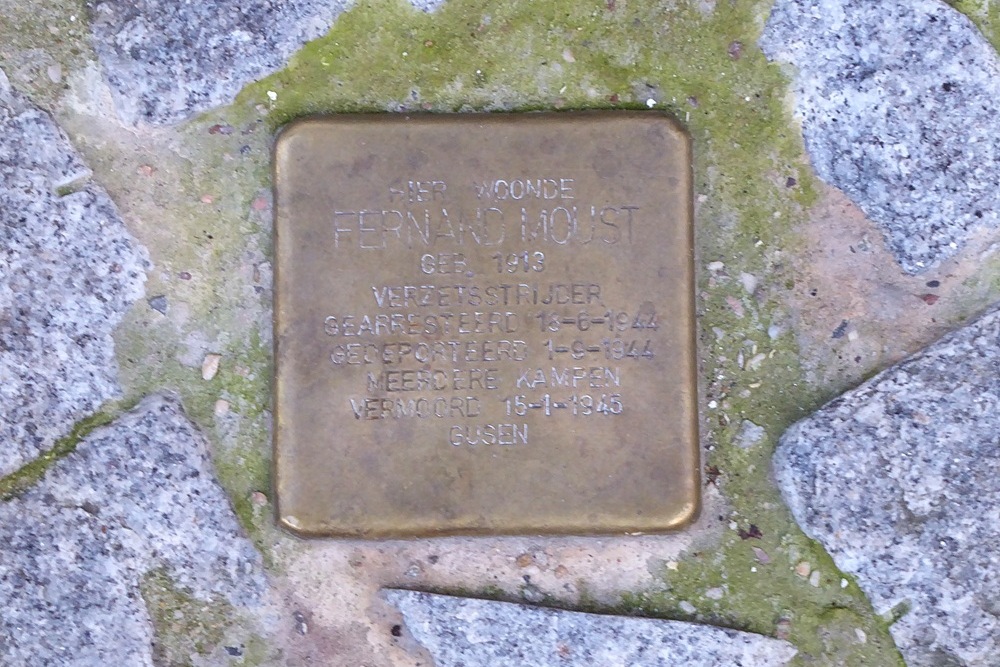 HIER WOONDE
FERNAND MOUST
GEB. 1913
VERZETSSTRIJDER
GEARRESTEERD 18-6-1944
GEDEPORTEERD 1-9-1944
MEERDERE KAMPEN
VERMOORD 15-1-1945
GUSEN